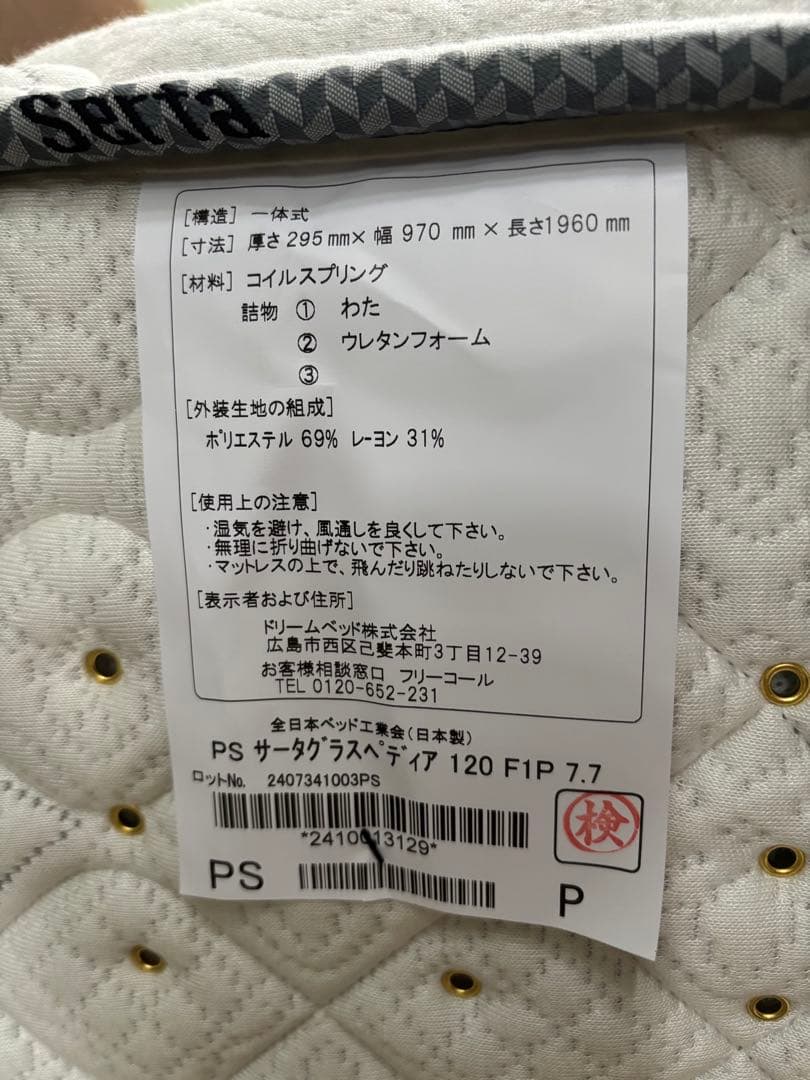 serta
[構造] 一体式
[寸法] 厚さ 295 mm× 幅 970 mm × 長さ1960 mm
[材料] コイルスプリング
詰物 ① わた
② ウレタンフォーム
③
[外装生地の組成]
ポリエステル 69% レーヨン 31%
[使用上の注意]
・湿気を避け、風通しを良くして下さい。
・無理に折り曲げないで下さい。
・マットレスの上で、飛んだり跳ねたりしないで下さい。
[表示者および住所]
ドリームベッド株式会社
広島市西区己斐本町3丁目12-39
お客様相談窓口 フリーコール
TEL 0120-652-231
全日本ベッド工業会(日本製)
PS サータグラスペディア 120 F1P 7.7
ロットNo. 2407341003PS
*2410013129*
検
PS P